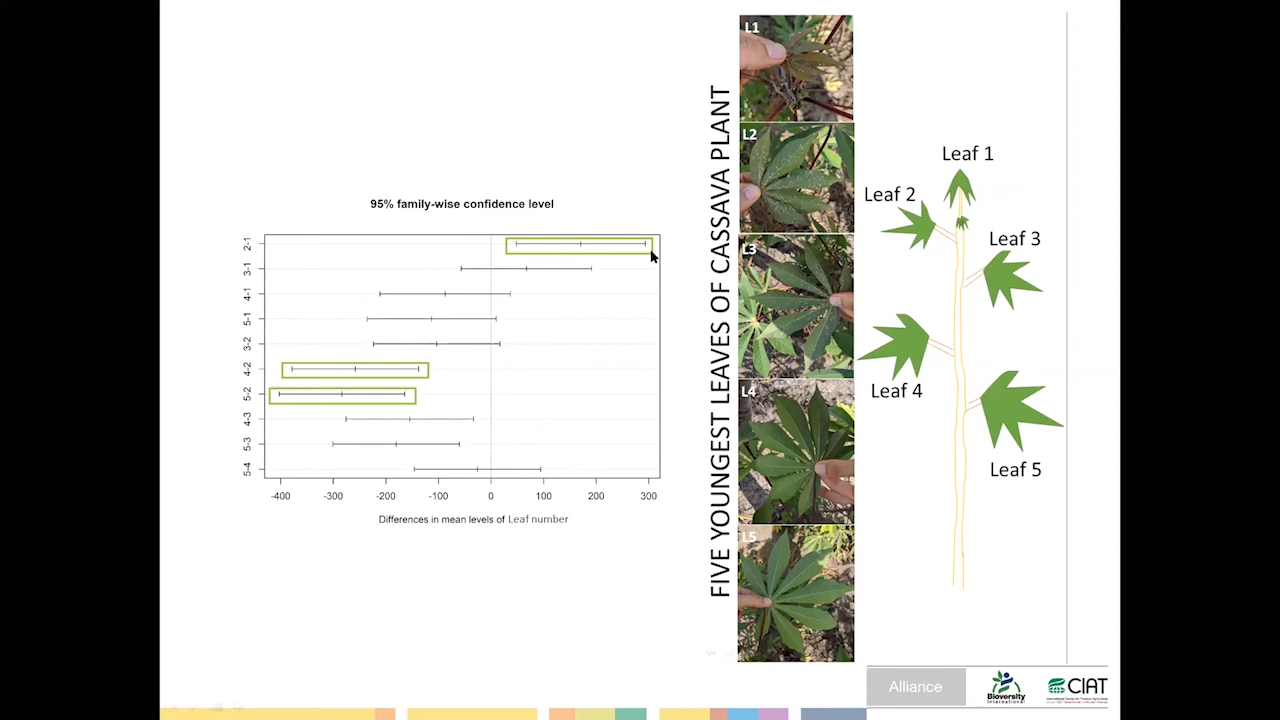 95% family-wise confidence level
2-1
3-1
4-1
5-1
3-2
4-2
5-2
4-3
5-3
5-4
-400 -300 -200 -100 0 100 200 300
Differences in mean levels of Leaf number
FIVE YOUNGEST LEAVES OF CASSAVA PLANT
L1
L2
L3
L4
L5
Leaf 1
Leaf 2
Leaf 3
Leaf 4
Leaf 5
Alliance
Bioversity
International
CIAT